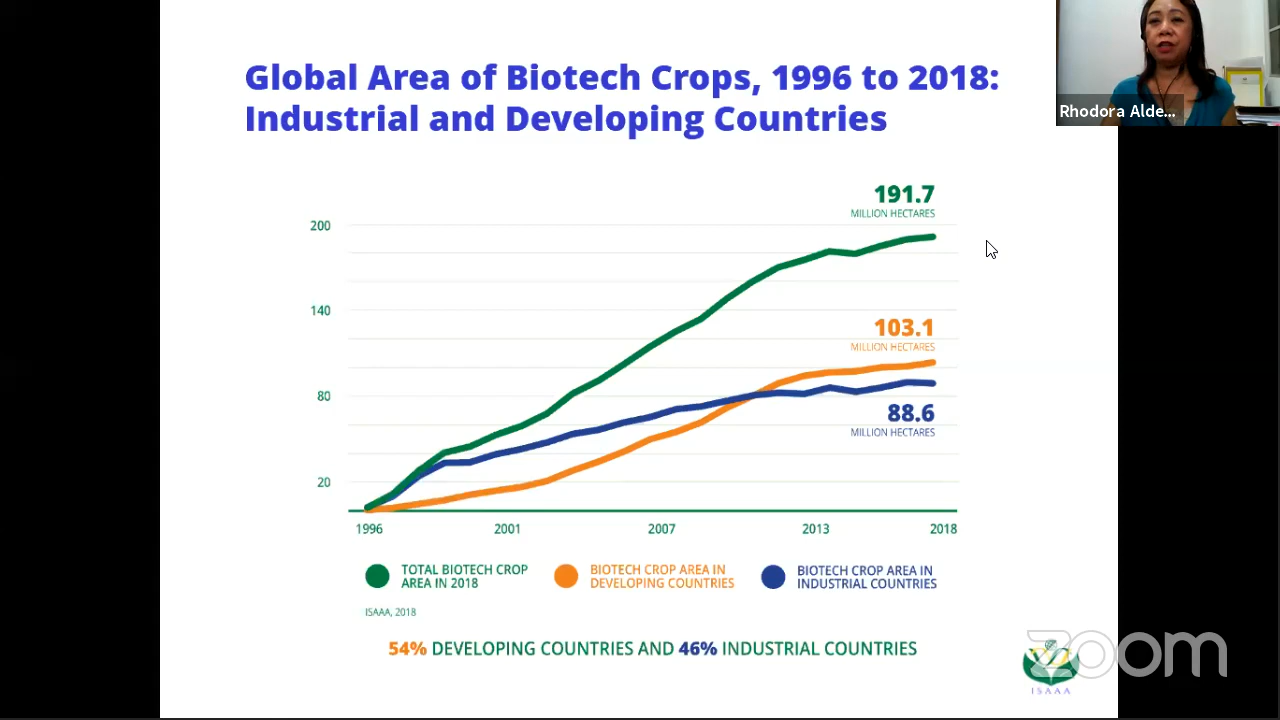 Global Area of Biotech Crops, 1996 to 2018:
Industrial and Developing Countries
Rhodora Alde...
191.7
MILLION HECTARES
200
140
103.1
MILLION HECTARES
80
88.6
MILLION HECTARES
20
1996 2001 2007 2013 2018
TOTAL BIOTECH CROP
AREA IN 2018
BIOTECH CROP AREA IN
DEVELOPING COUNTRIES
BIOTECH CROP AREA IN
INDUSTRIAL COUNTRIES
ISAAA, 2018
54% DEVELOPING COUNTRIES AND 46% INDUSTRIAL COUNTRIES
zoom
ISAAA